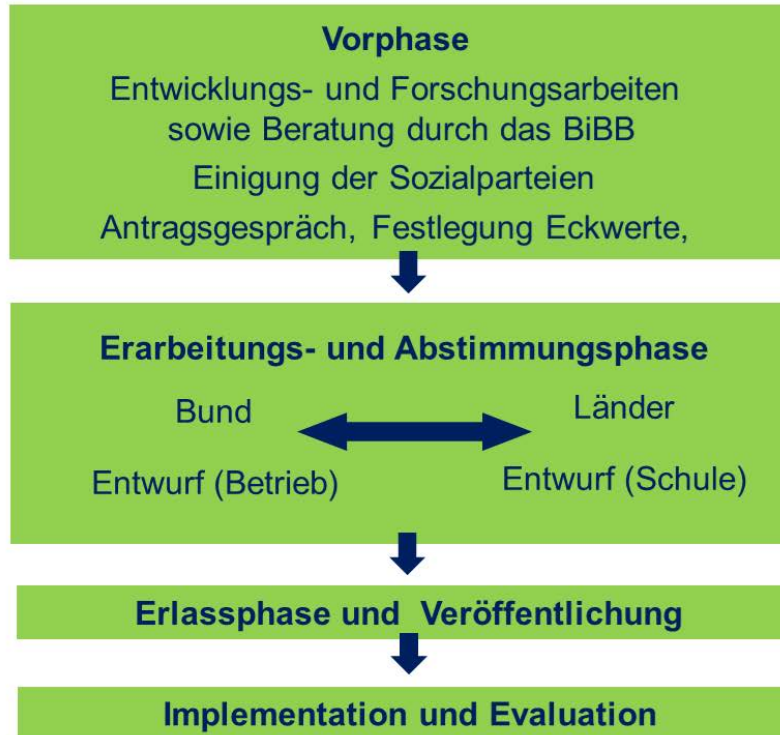 Vorphase
Entwicklungs- und Forschungsarbeiten
sowie Beratung durch das BiBB
Einigung der Sozialparteien
Antragsgespräch, Festlegung Eckwerte,
Erarbeitungs- und Abstimmungsphase
Bund
Länder
Entwurf (Betrieb)
Entwurf (Schule)
Erlassphase und Veröffentlichung
Implementation und Evaluation